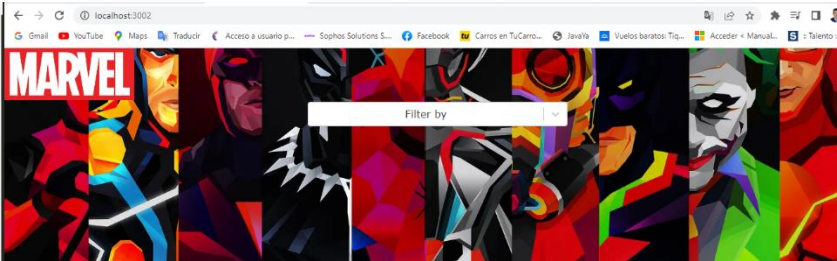 localhost:3002
Gmail YouTube Maps Traducir Acceso a usuario p... Sophos Solutions S... Facebook tu Carros en TuCarro... JavaYa Vuelos baratos: Tiq... Acceder < Manual... S :: Talento ::
MARVEL
Filter by